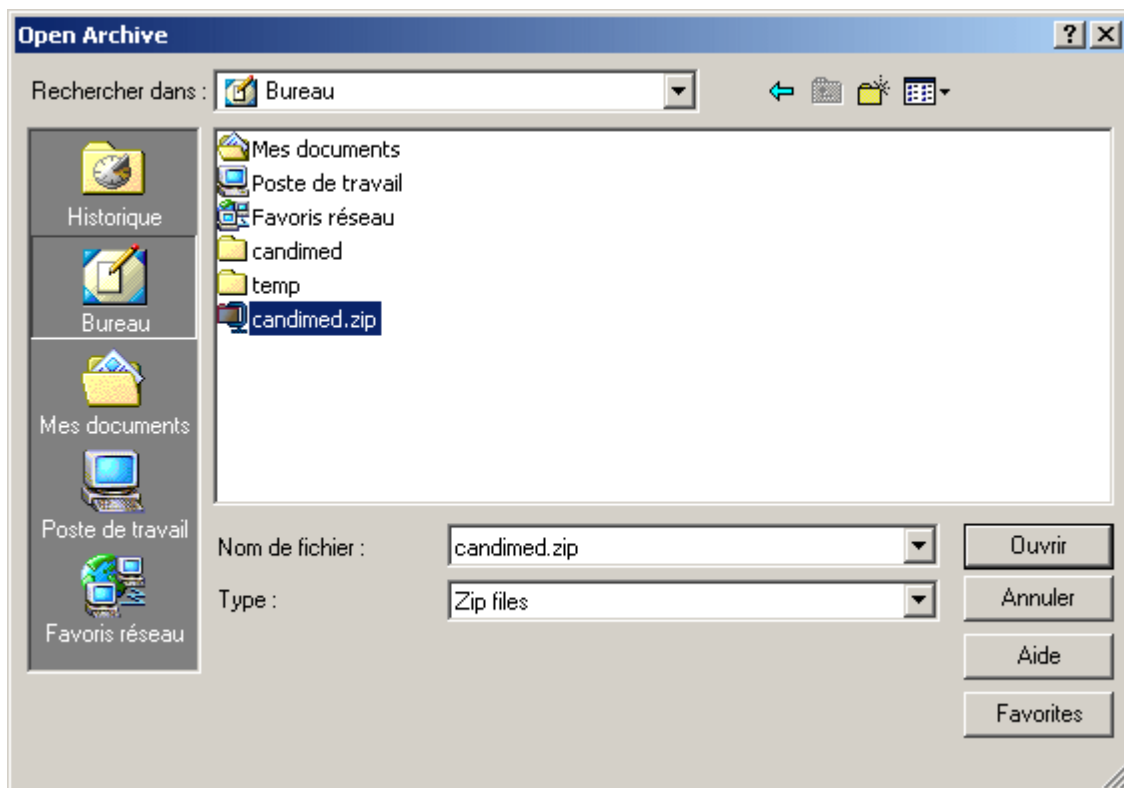 Open Archive
Rechercher dans : Bureau
Historique
Bureau
Mes documents
Poste de travail
Favoris réseau
Mes documents
Poste de travail
Favoris réseau
candimed
temp
candimed.zip
Nom de fichier : candimed.zip Ouvrir
Type : Zip files Annuler
Aide
Favorites